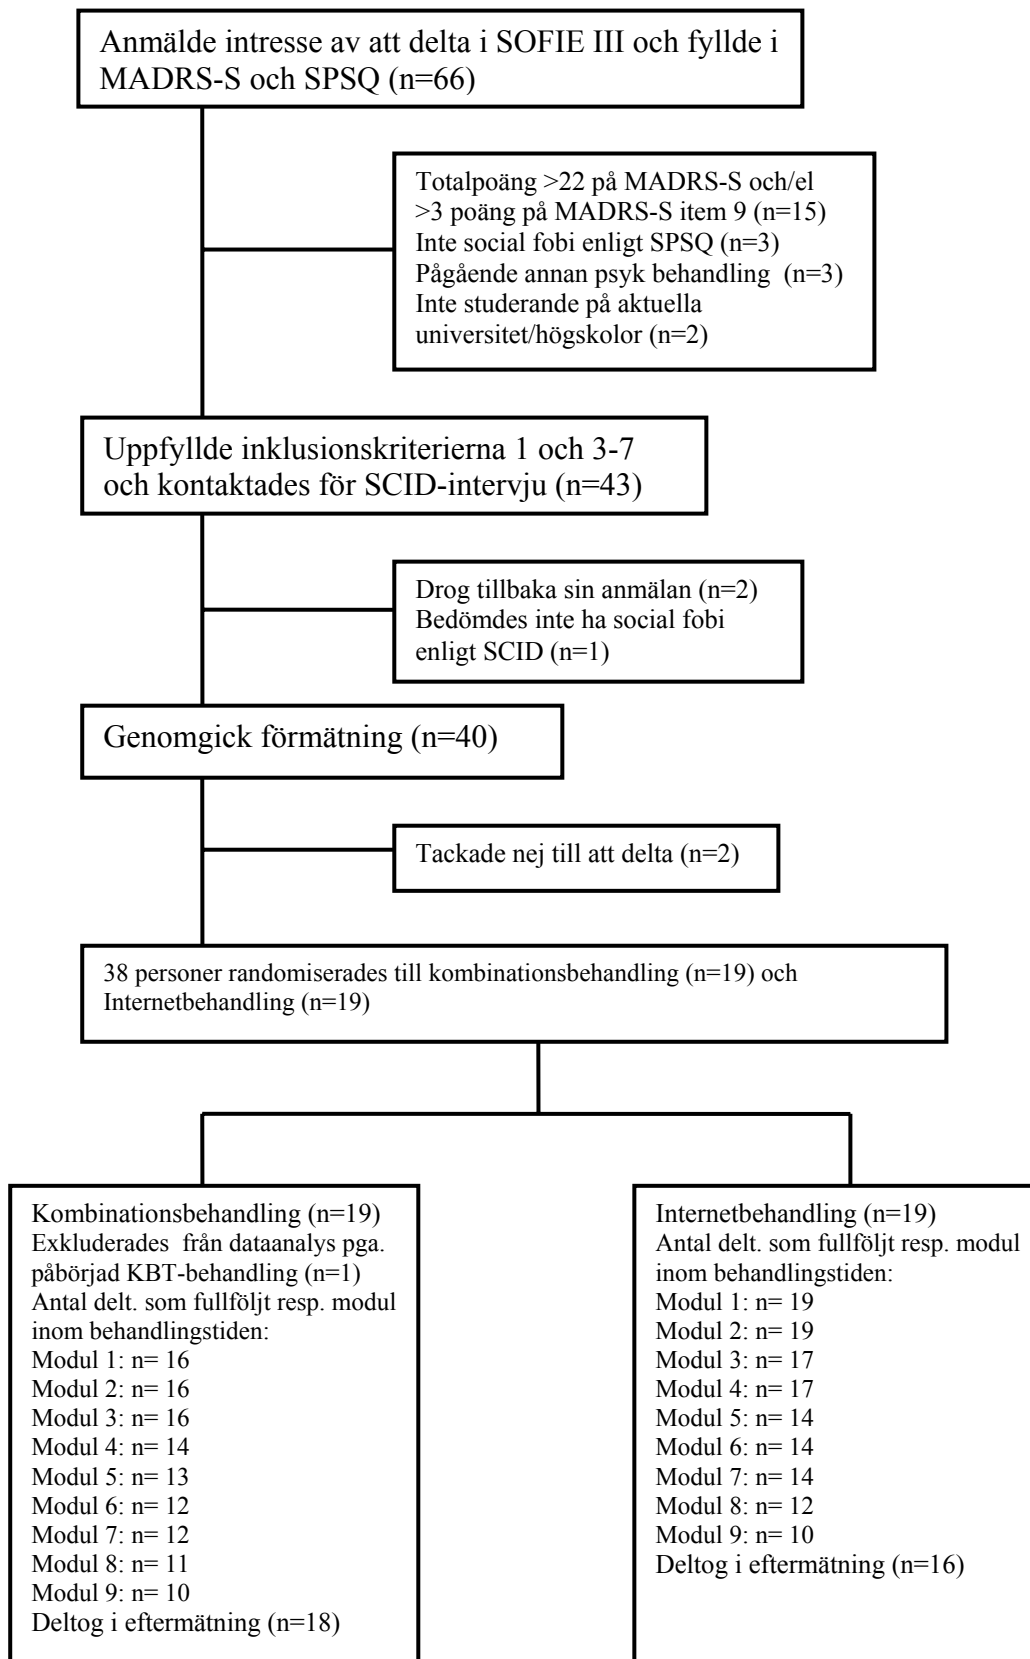 Anmälde intresse av att delta i SOFIE III och fyllde i
MADRS-S och SPSQ (n=66)
Totalpoäng >22 på MADRS-S och/el
>3 poäng på MADRS-S item 9 (n=15)
Inte social fobi enligt SPSQ (n=3)
Pågående annan psyk behandling (n=3)
Inte studerande på aktuella
universitet/högskolor (n=2)
Uppfyllde inklusionskriterierna 1 och 3-7
och kontaktades för SCID-intervju (n=43)
Drog tillbaka sin anmälan (n=2)
Bedömdes inte ha social fobi
enligt SCID (n=1)
Genomgick förmätning (n=40)
Tackade nej till att delta (n=2)
38 personer randomiserades till kombinationsbehandling (n=19) och
Internetbehandling (n=19)
Kombinationsbehandling (n=19)
Exkluderades från dataanalys pga.
påbörjad KBT-behandling (n=1)
Antal delt. som fullföljt resp. modul
inom behandlingstiden:
Modul 1: n= 16
Modul 2: n= 16
Modul 3: n= 16
Modul 4: n= 14
Modul 5: n= 13
Modul 6: n= 12
Modul 7: n= 12
Modul 8: n= 11
Modul 9: n= 10
Deltog i eftermätning (n=18)
Internetbehandling (n=19)
Antal delt. som fullföljt resp. modul
inom behandlingstiden:
Modul 1: n= 19
Modul 2: n= 19
Modul 3: n= 17
Modul 4: n= 17
Modul 5: n= 14
Modul 6: n= 14
Modul 7: n= 14
Modul 8: n= 12
Modul 9: n= 10
Deltog i eftermätning (n=16)